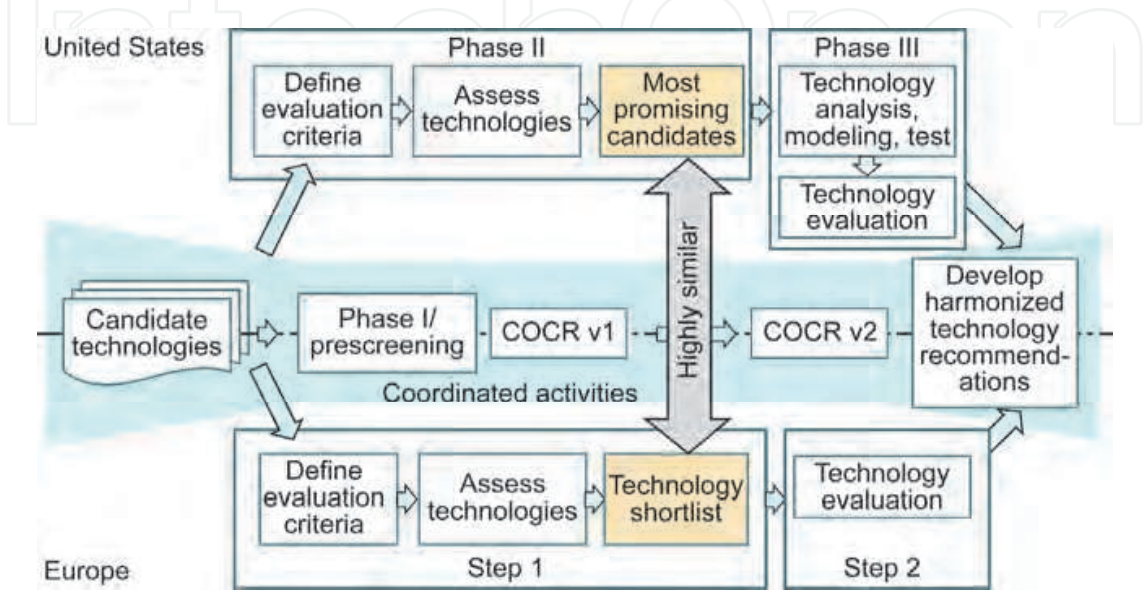 United States
Phase II
Define
evaluation
criteria
Assess
technologies
Most
promising
candidates
Phase III
Technology
analysis,
modeling, test
Technology
evaluation
Candidate
technologies
Phase I/
prescreening
COCR v1
Highly similar
COCR v2
Develop
harmonized
technology
recommend-
ations
Coordinated activities
Define
evaluation
criteria
Assess
technologies
Technology
shortlist
Step 1
Technology
evaluation
Step 2
Europe